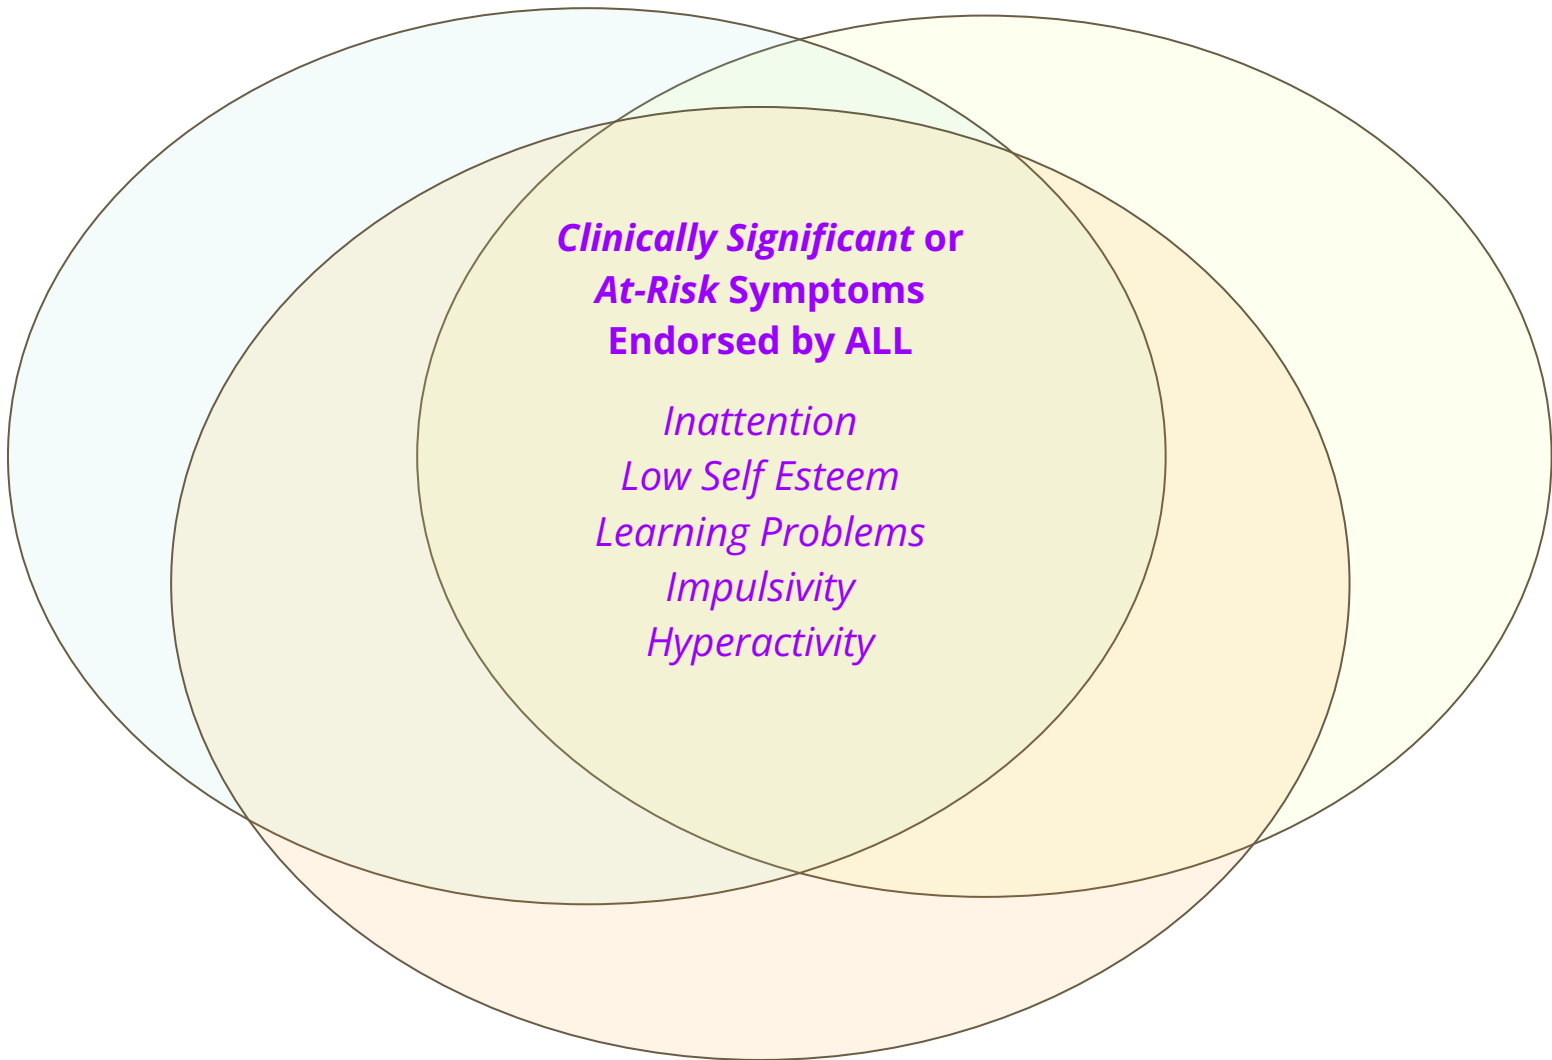 Clinically Significant or
At-Risk Symptoms
Endorsed by ALL
Inattention
Low Self Esteem
Learning Problems
Impulsivity
Hyperactivity